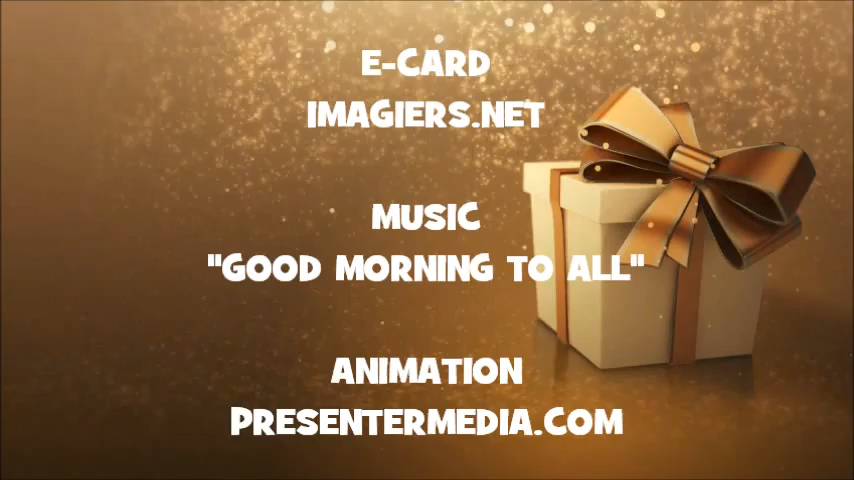 E-CARD
IMAGIERS.NET
MUSIC
"GOOD MORNING TO ALL"
ANIMATION
PRESENTERMEDIA.COM